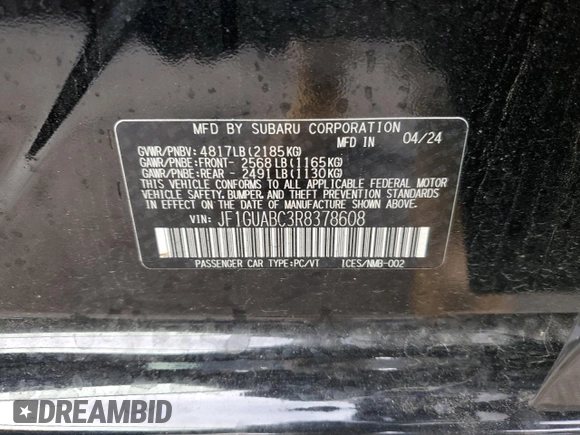 MFD BY SUBARU CORPORATION
MFD IN 04/24
GVWR/PNBV: 4817LB(2185KG)
GAWR/PNBE:FRONT- 2568LB(1165KG)
GAWR/PNBE:REAR - 2491LB(1130KG)
THIS VEHICLE CONFORMS TO ALL APPLICABLE FEDERAL MOTOR
VEHICLE SAFETY, BUMPER, AND THEFT PREVENTION STANDARDS
IN EFFECT ON THE DATE OF MANUFACTURE SHOWN ABOVE.
VIN: JF1GUABC3R8378608
PASSENGER CAR TYPE:PC/VT ICES/NMB-002
DREAMBID